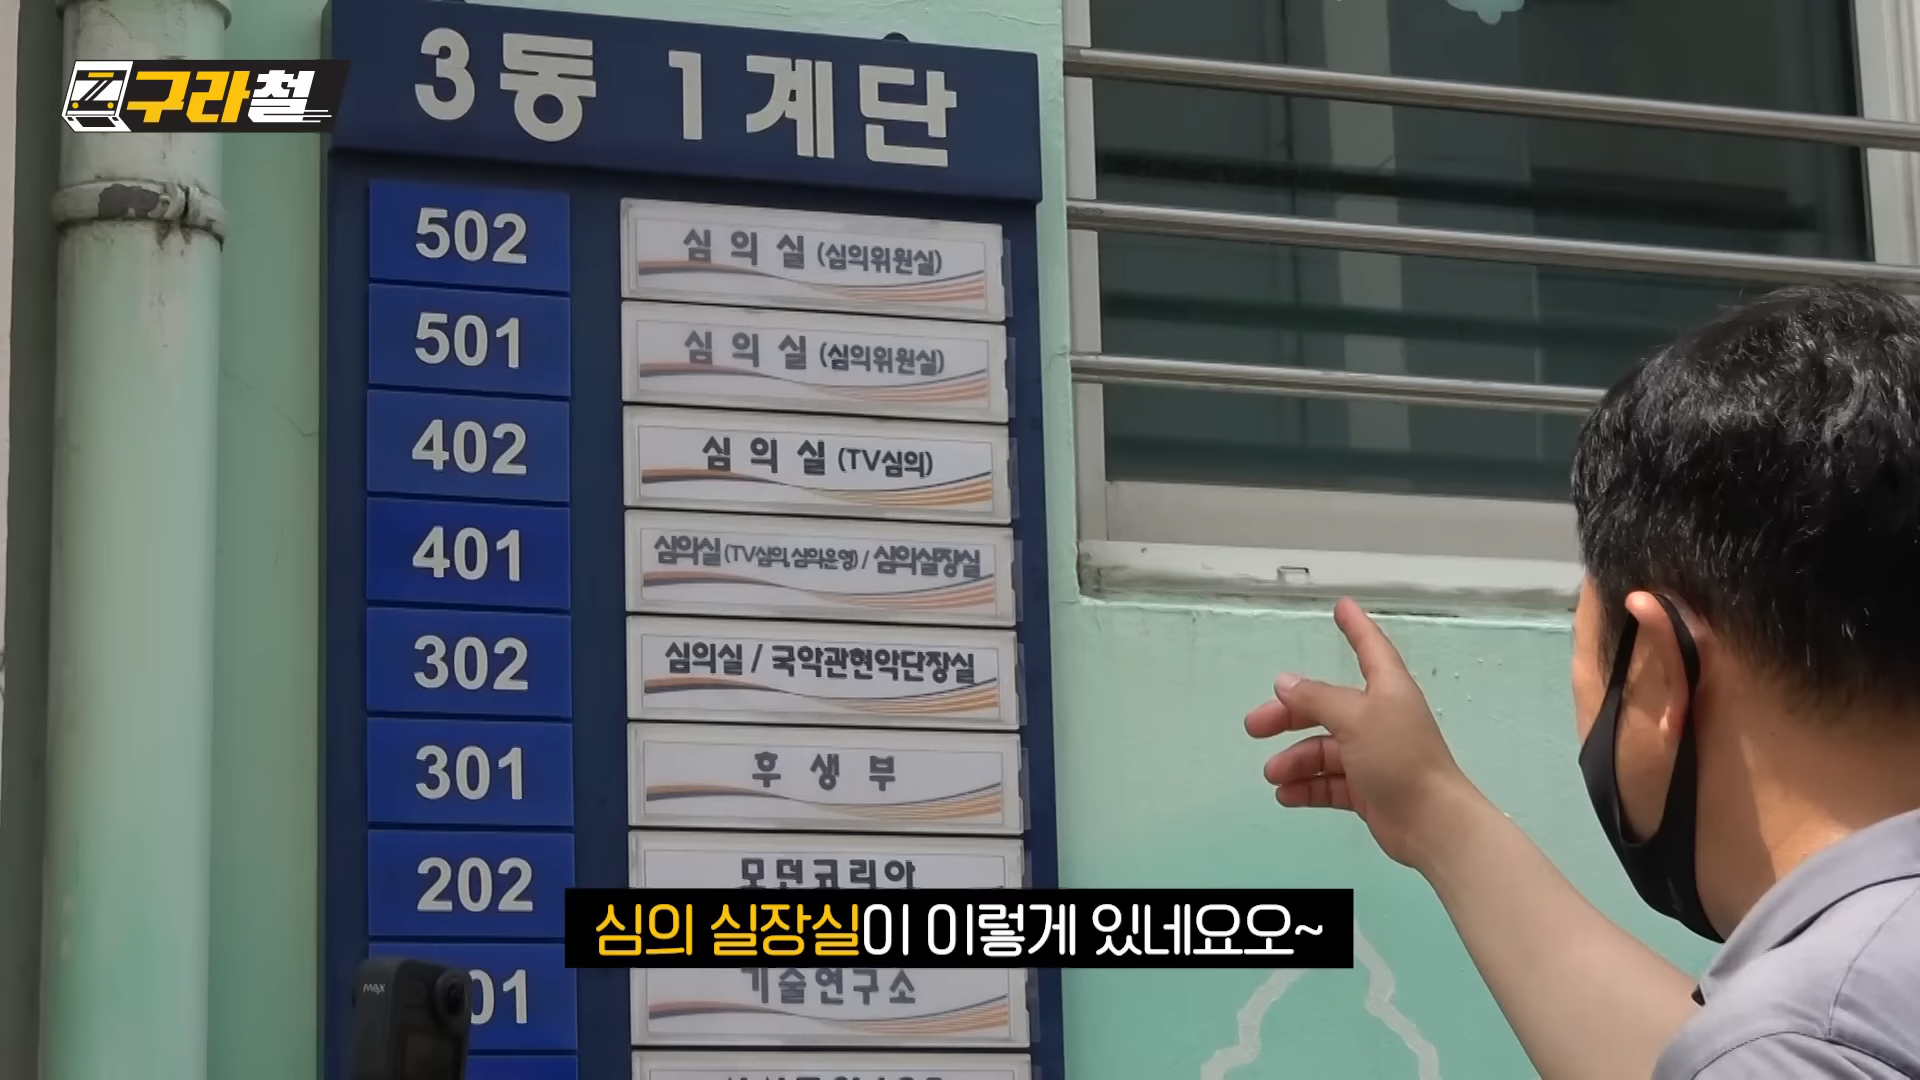 구라철
3동 1계단
502 심의실 (심의위원실)
501 심의실 (심의위원실)
402 심의실 (TV심의)
401 심의실 (TV심의, 심의운영) / 심의실장실
302 심의실 / 국악관현악단장실
301 후생부
202 모던코리아
01 기술연구소
MAX
심의 실장실이 이렇게 있네요오~